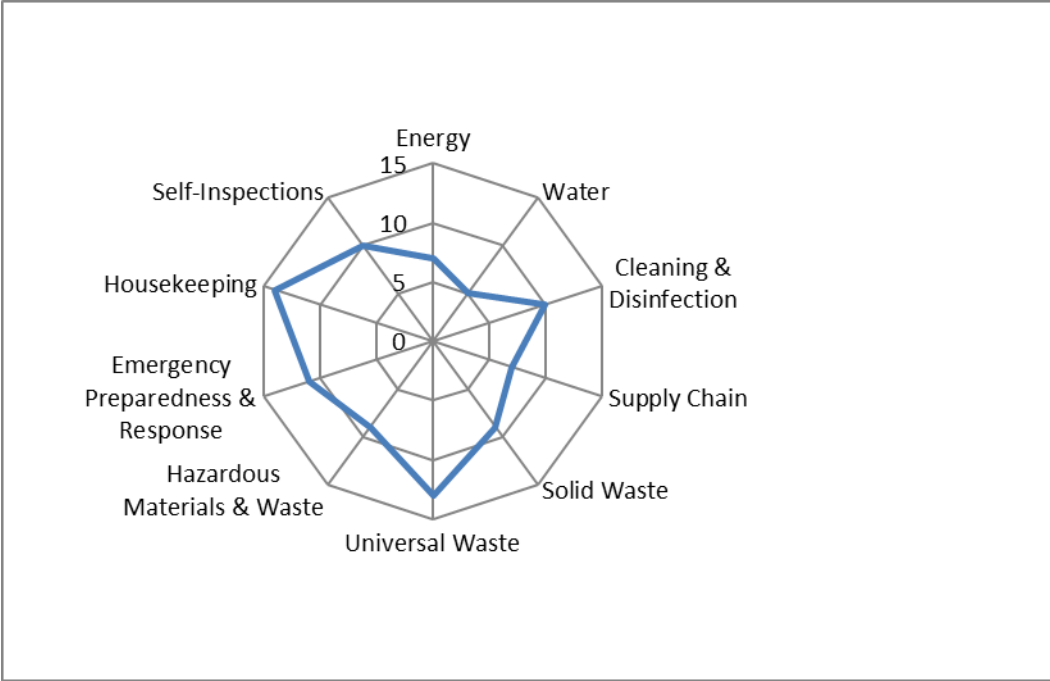 Energy
15
Self-Inspections
Water
10
Cleaning &
Disinfection
Housekeeping
5
0
Emergency
Preparedness &
Response
Supply Chain
Hazardous
Materials & Waste
Solid Waste
Universal Waste